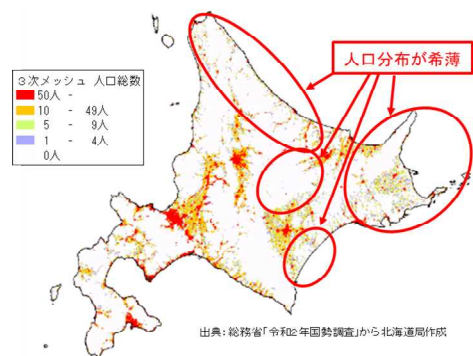 人口分布が希薄
３次メッシュ 人口総数
50人 -
10 - 49人
5 - 9人
1 - 4人
0人
出典：総務省「令和2年国勢調査」から北海道局作成